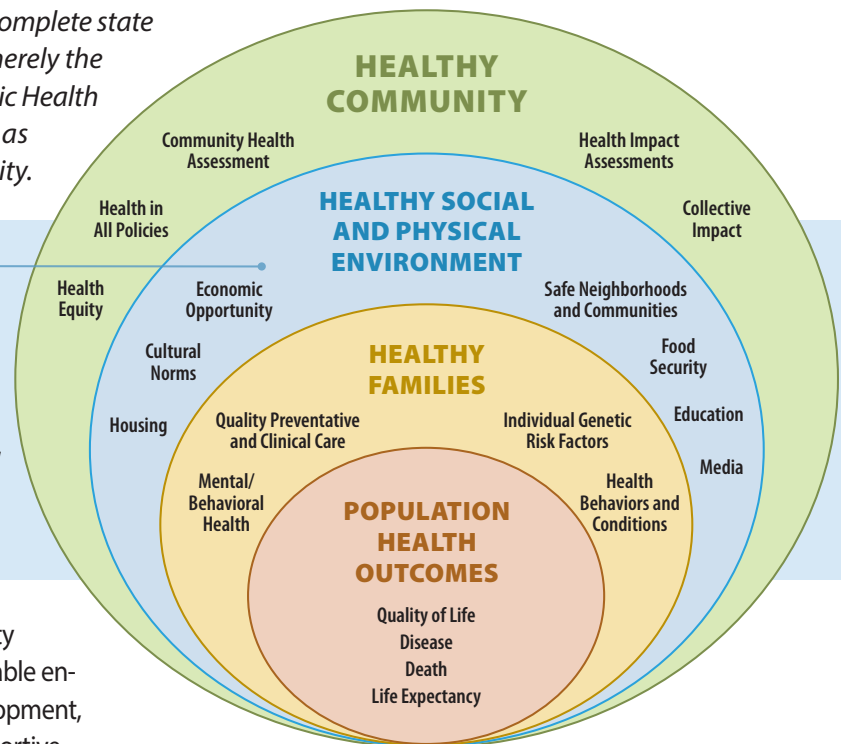 omplete state
erely the
ic Health
as
ity.
HEALTHY
COMMUNITY
Community Health
Assessment
Health Impact
Assessments
Health in
All Policies
Collective
Impact
Health
Equity
HEALTHY SOCIAL
AND PHYSICAL
ENVIRONMENT
Economic
Opportunity
Safe Neighborhoods
and Communities
Cultural
Norms
Food
Security
Housing
Education
Media
HEALTHY
FAMILIES
Quality Preventative
and Clinical Care
Individual Genetic
Risk Factors
Mental/
Behavioral
Health
Health
Behaviors and
Conditions
POPULATION
HEALTH
OUTCOMES
Quality of Life
Disease
Death
Life Expectancy
ty
able en-
opment,